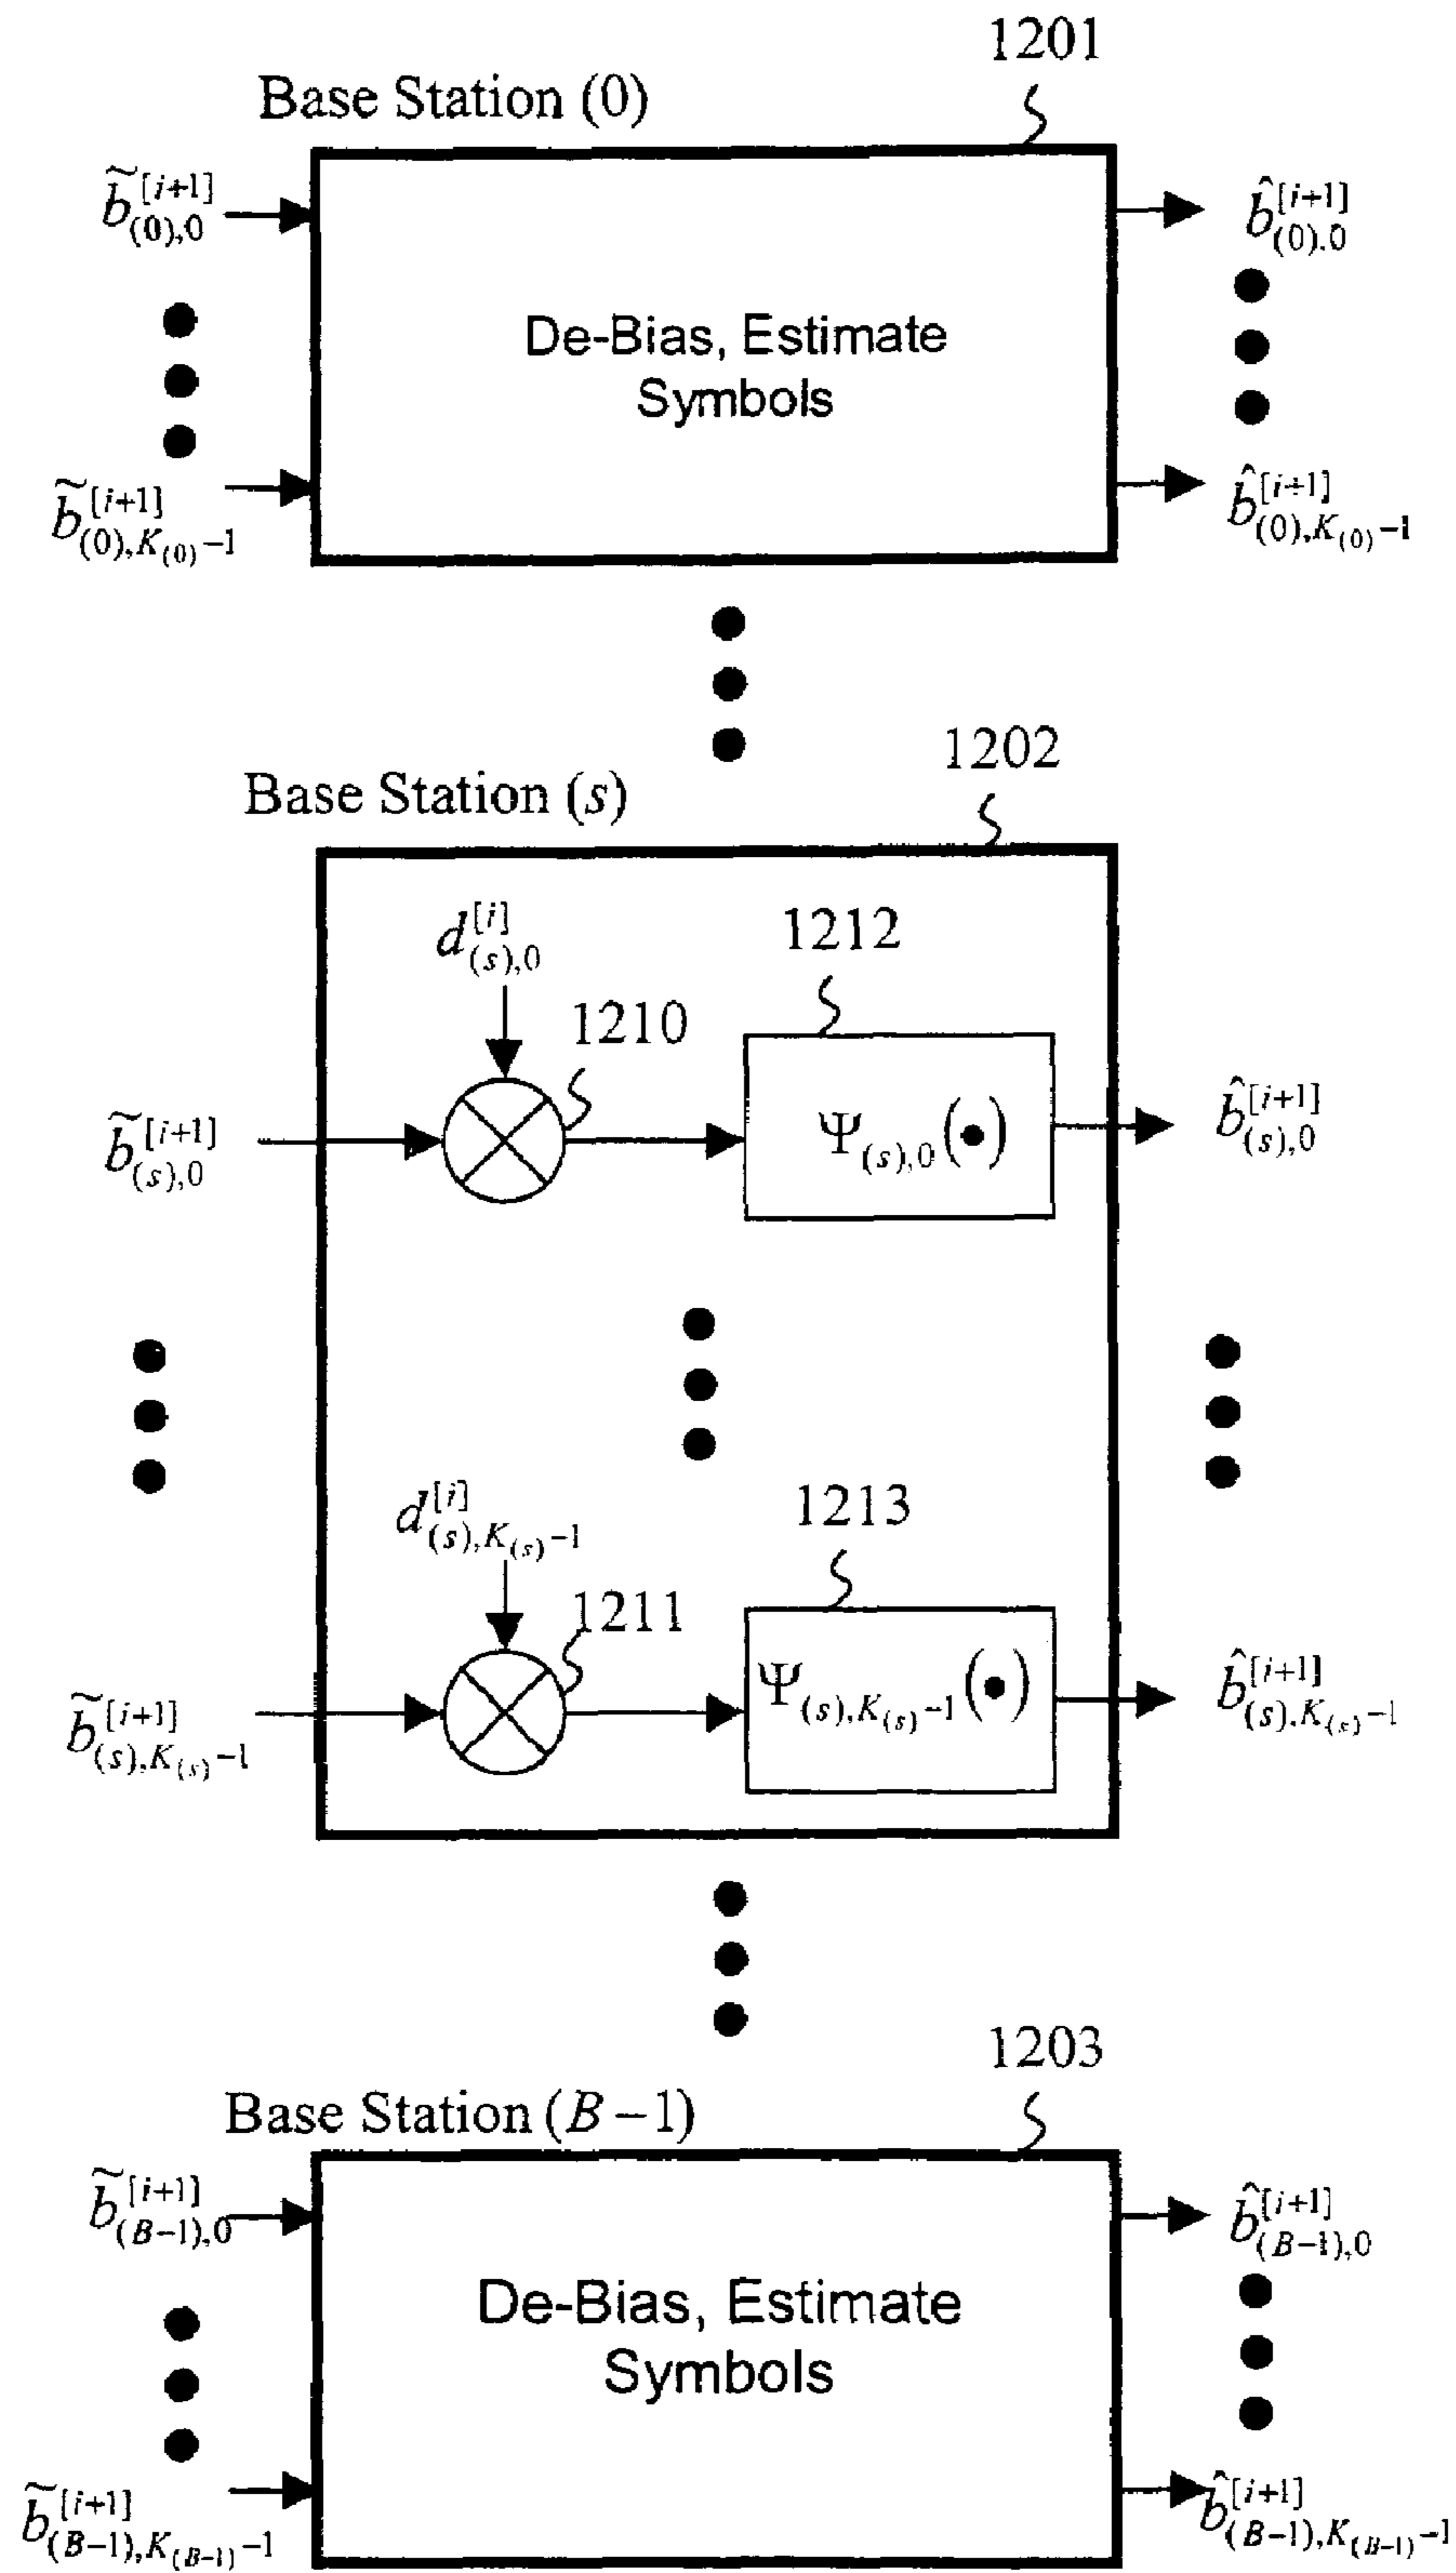 1201
Base Station (0)
b̃_{(0),0}^{[i+1]}
b̂_{(0),0}^{[i+1]}
De-Bias, Estimate
Symbols
b̃_{(0),K_{(0)}-1}^{[i+1]}
b̂_{(0),K_{(0)}-1}^{[i+1]}
1202
Base Station (s)
d_{(s),0}^{[i]}
1212
1210
b̃_{(s),0}^{[i+1]}
Ψ_{(s),0}(•)
b̂_{(s),0}^{[i+1]}
d_{(s),K_{(s)}-1}^{[i]}
1213
1211
b̃_{(s),K_{(s)}-1}^{[i+1]}
Ψ_{(s),K_{(s)}-1}(•)
b̂_{(s),K_{(s)}-1}^{[i+1]}
1203
Base Station (B-1)
b̃_{(B-1),0}^{[i+1]}
b̂_{(B-1),0}^{[i+1]}
De-Bias, Estimate
Symbols
b̃_{(B-1),K_{(B-1)}-1}^{[i+1]}
b̂_{(B-1),K_{(B-1)}-1}^{[i+1]}